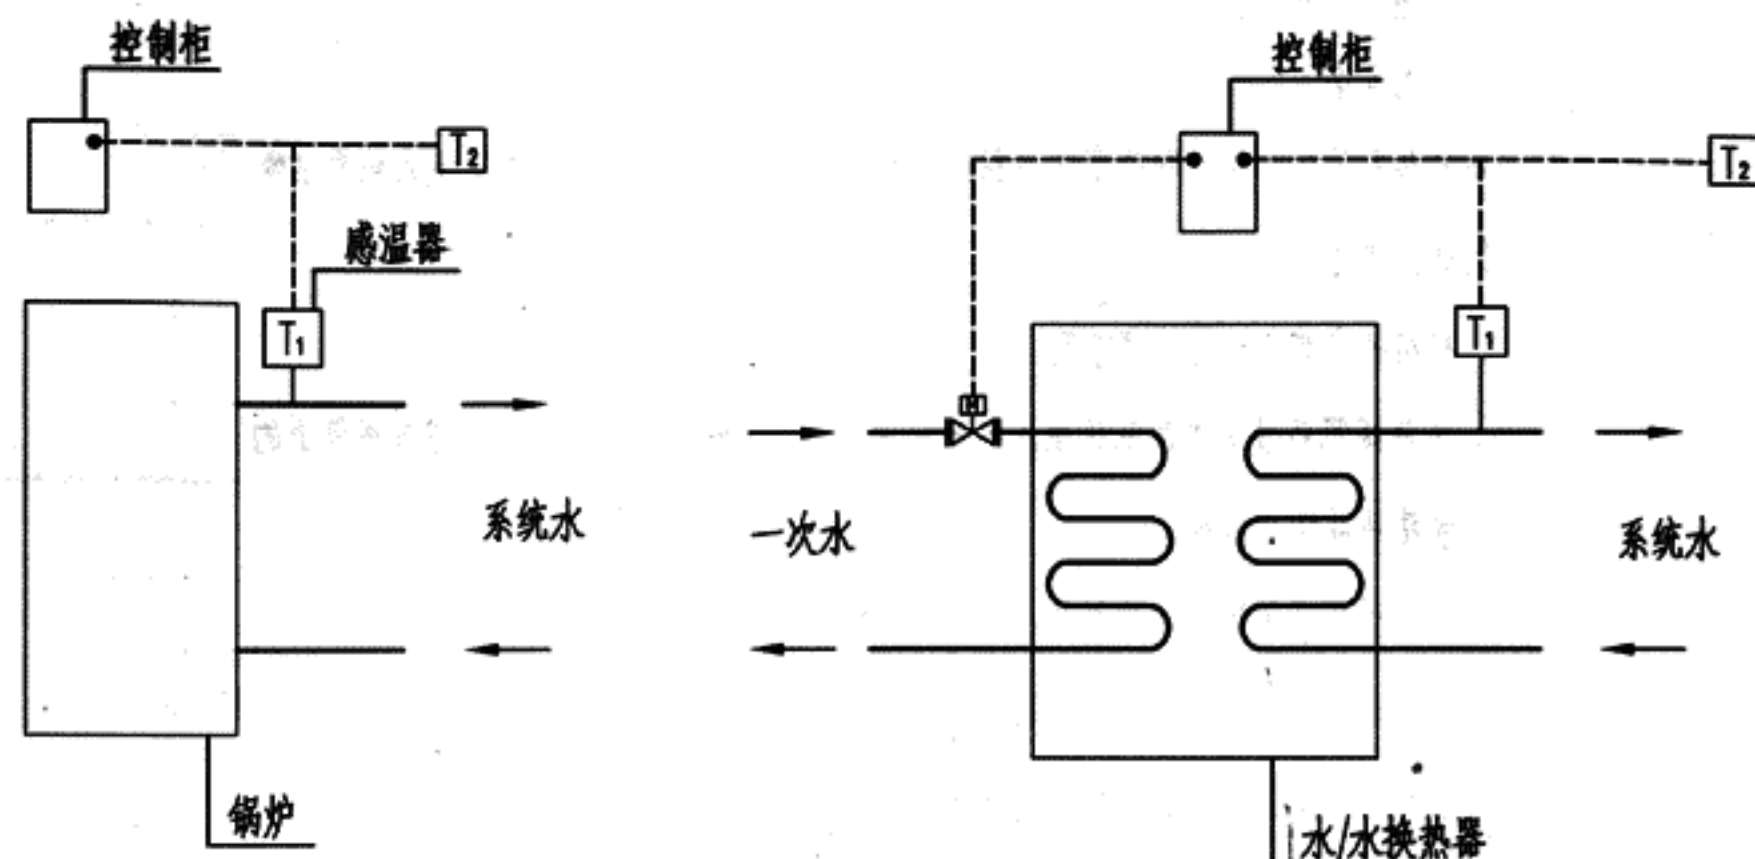 控制柜
T₂
感温器
T₁
系统水
锅炉
控制柜
T₂
T₁
M
一次水
系统水
水/水换热器